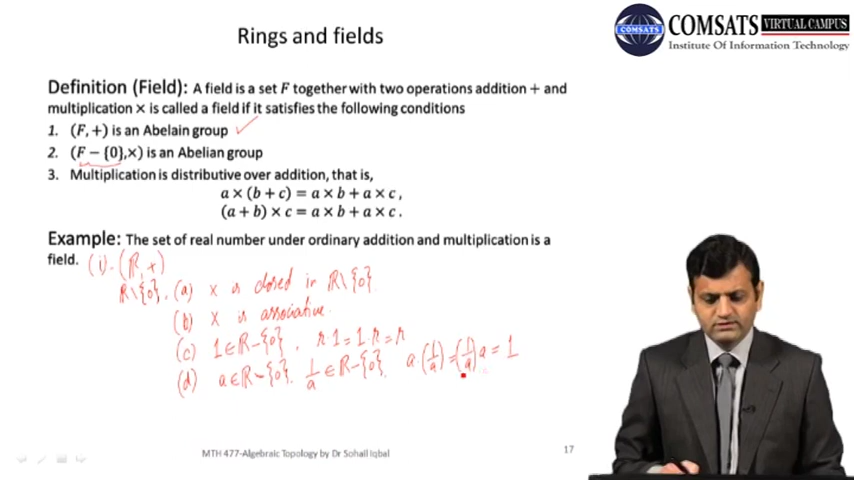 Rings and fields
COMSATS
COMSATS VIRTUAL CAMPUS
Institute Of Information Technology
Definition (Field): A field is a set F together with two operations addition + and
multiplication × is called a field if it satisfies the following conditions
1. (F, +) is an Abelain group
2. (F − {0}, ×) is an Abelian group
3. Multiplication is distributive over addition, that is,
a × (b + c) = a × b + a × c ,
(a + b) × c = a × b + a × c .
Example: The set of real number under ordinary addition and multiplication is a
field. (i). (ℝ, +)
ℝ\{0}. (a) × is closed in ℝ\{0}.
(b) × is associative.
(c) 1 ∈ ℝ−{0}, r.1 = 1.r = r
(d) a ∈ ℝ−{0}. 1/a ∈ ℝ−{0}. a.(1/a) = (1/a) a = 1
MTH 477-Algebraic Topology by Dr Sohail Iqbal
17